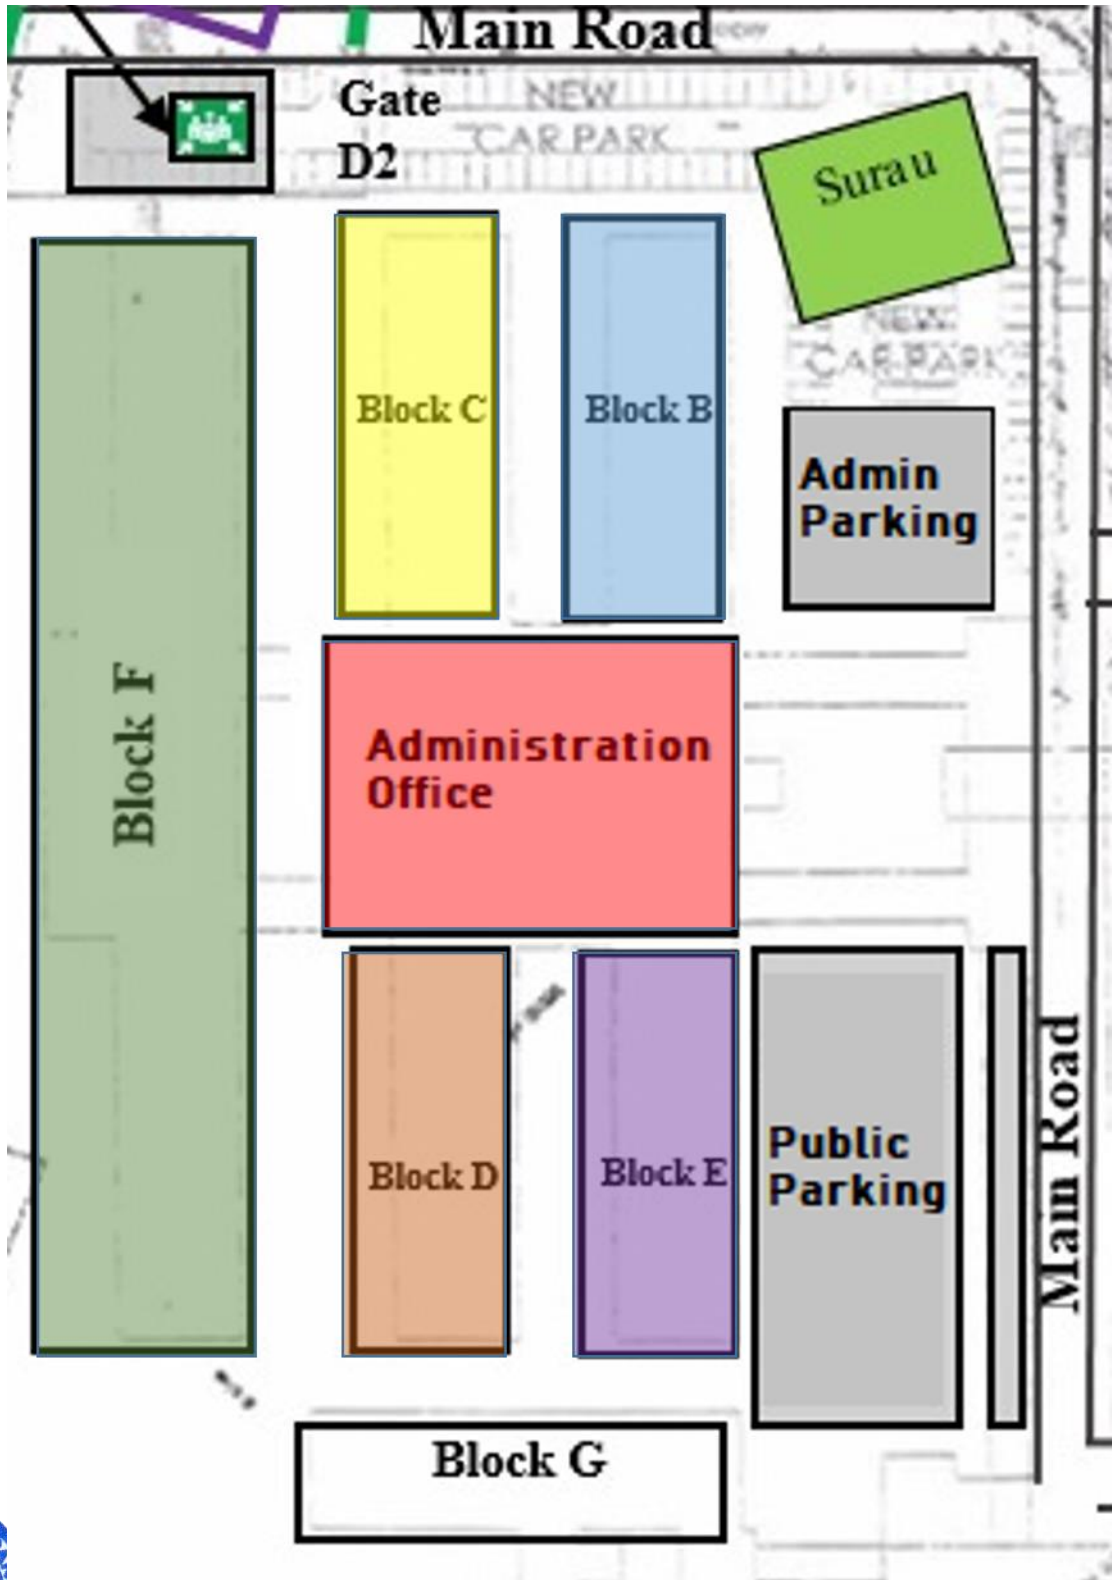 Main Road
Gate
D2
NEW
CAR PARK
Surau
NEW
CAR PARK
Block C
Block B
Admin
Parking
Block F
Administration
Office
Block D
Block E
Public
Parking
Main Road
Block G